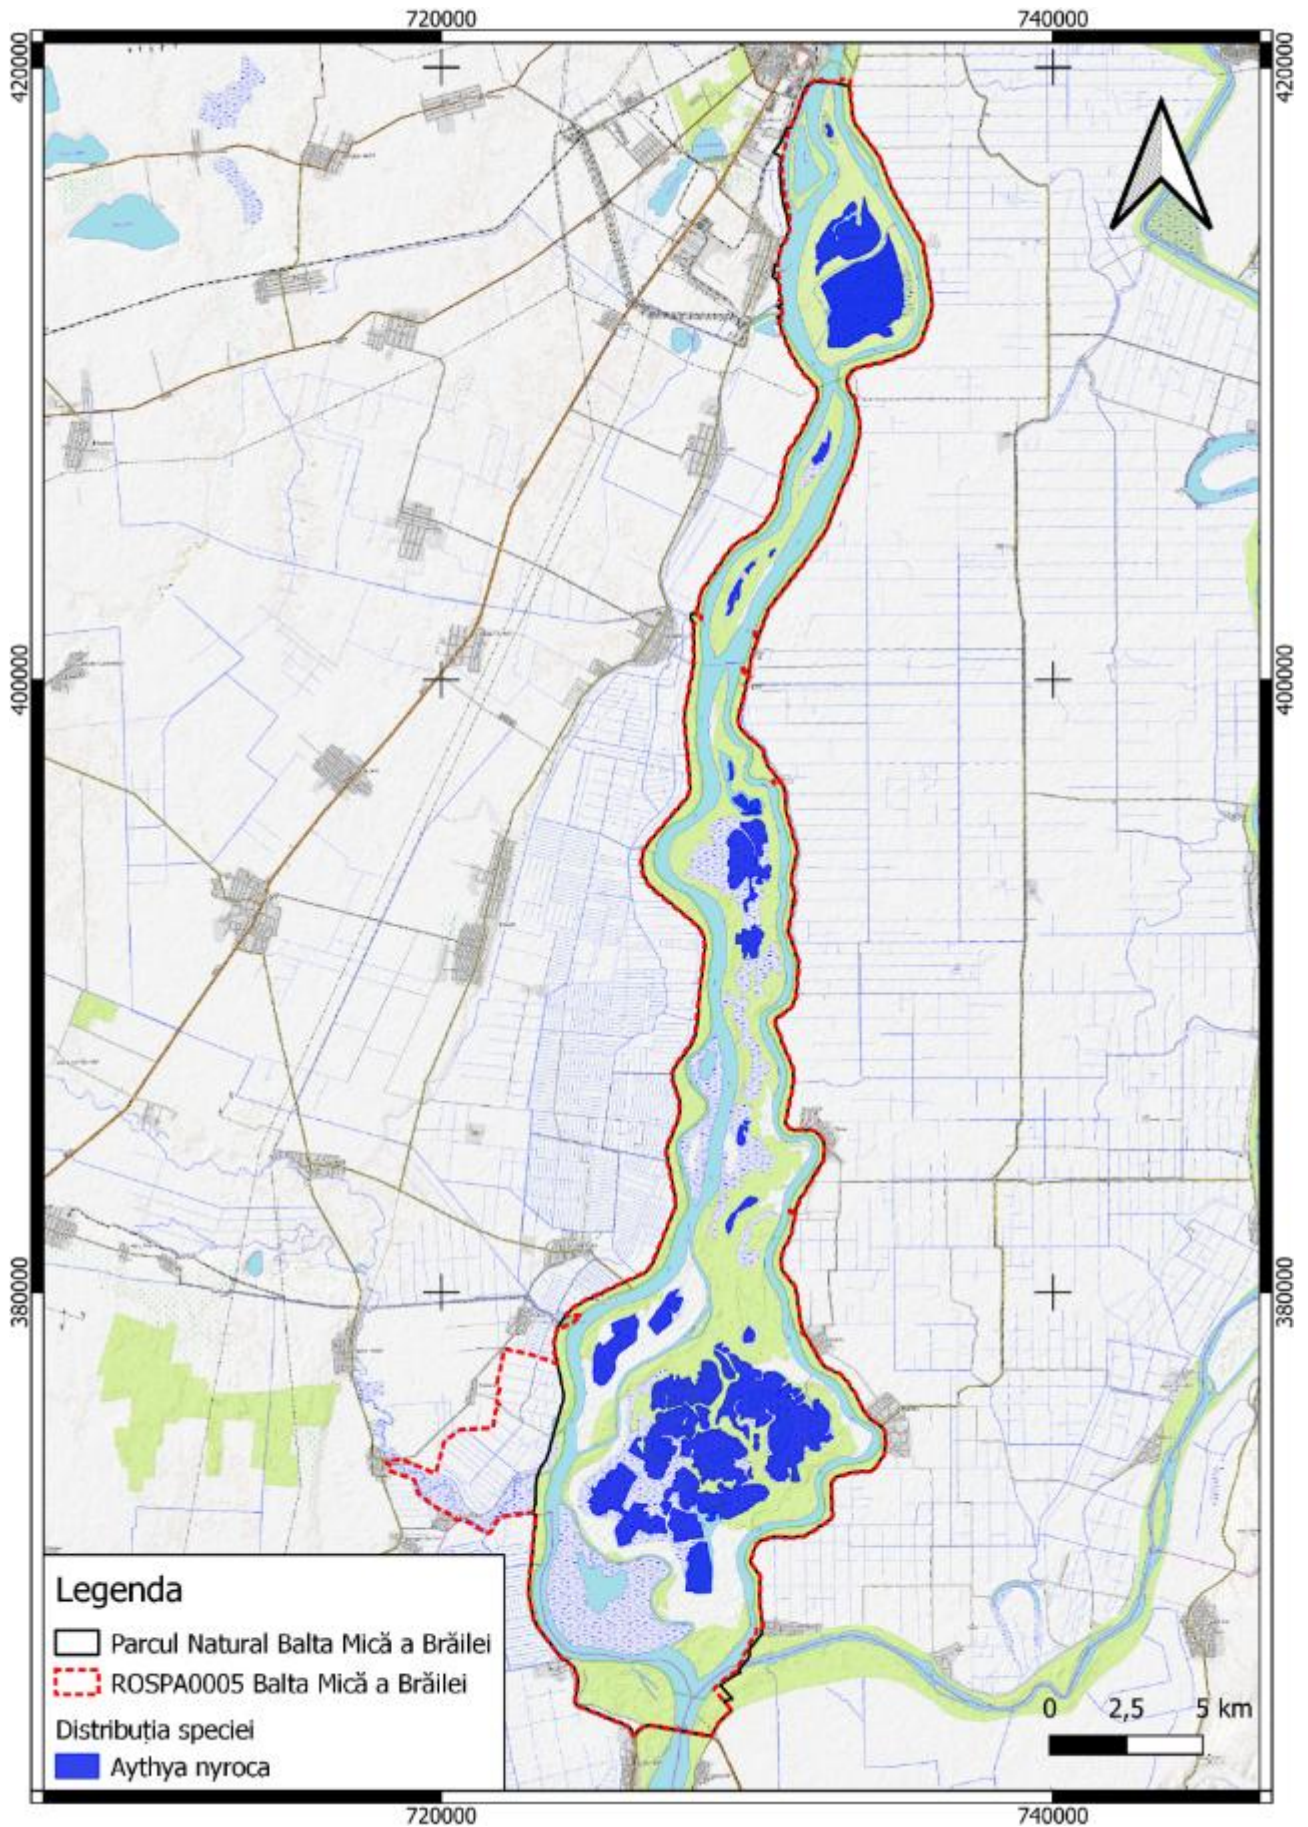 720000 740000
420000 420000
400000 400000
380000 380000
Legenda
Parcul Natural Balta Mică a Brăilei
ROSPA0005 Balta Mică a Brăilei
Distribuția speciei
Aythya nyroca
0 2,5 5 km
720000 740000